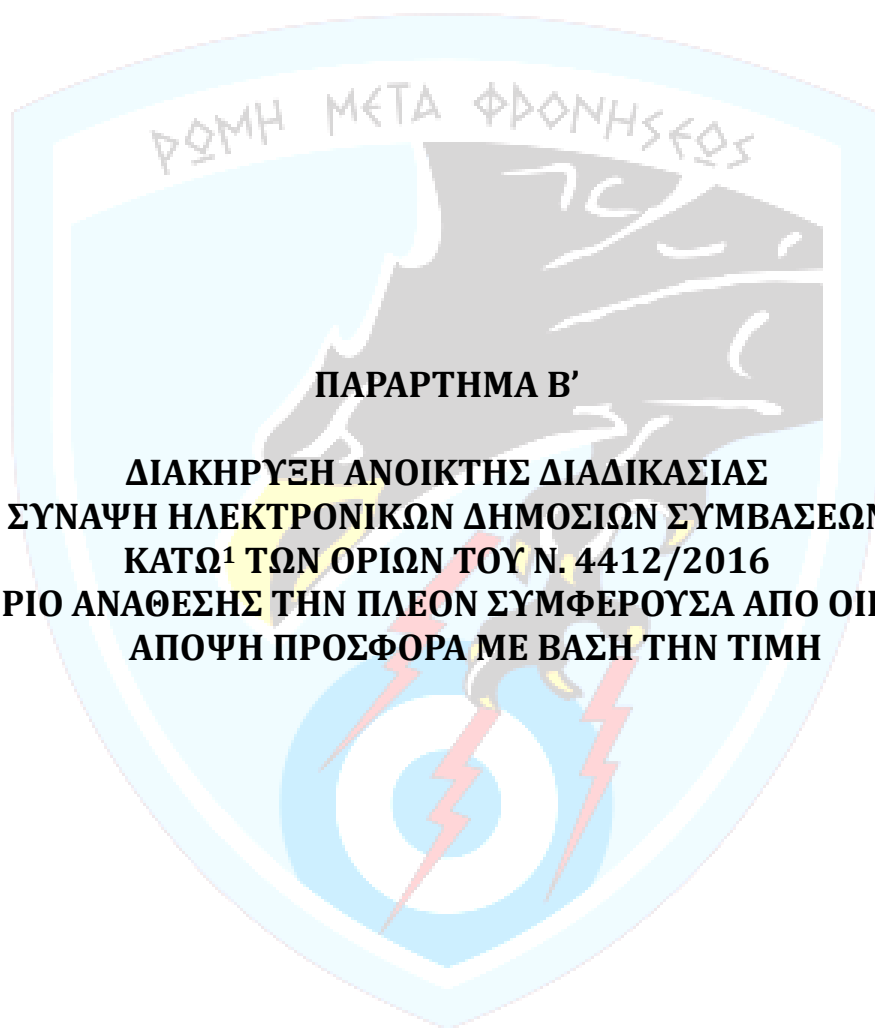 ΡΩΜΗ ΜΕΤΑ ΦΡΟΝΗΣΕΩΣ
ΠΑΡΑΡΤΗΜΑ Β’
ΔΙΑΚΗΡΥΞΗ ΑΝΟΙΚΤΗΣ ΔΙΑΔΙΚΑΣΙΑΣ
ΣΥΝΑΨΗ ΗΛΕΚΤΡΟΝΙΚΩΝ ΔΗΜΟΣΙΩΝ ΣΥΜΒΑΣΕΩΝ
ΚΑΤΩ¹ ΤΩΝ ΟΡΙΩΝ ΤΟΥ Ν. 4412/2016
ΡΙΟ ΑΝΑΘΕΣΗΣ ΤΗΝ ΠΛΕΟΝ ΣΥΜΦΕΡΟΥΣΑ ΑΠΟ
ΑΠΟΨΗ ΠΡΟΣΦΟΡΑ ΜΕ ΒΑΣΗ ΤΗΝ ΤΙΜΗ